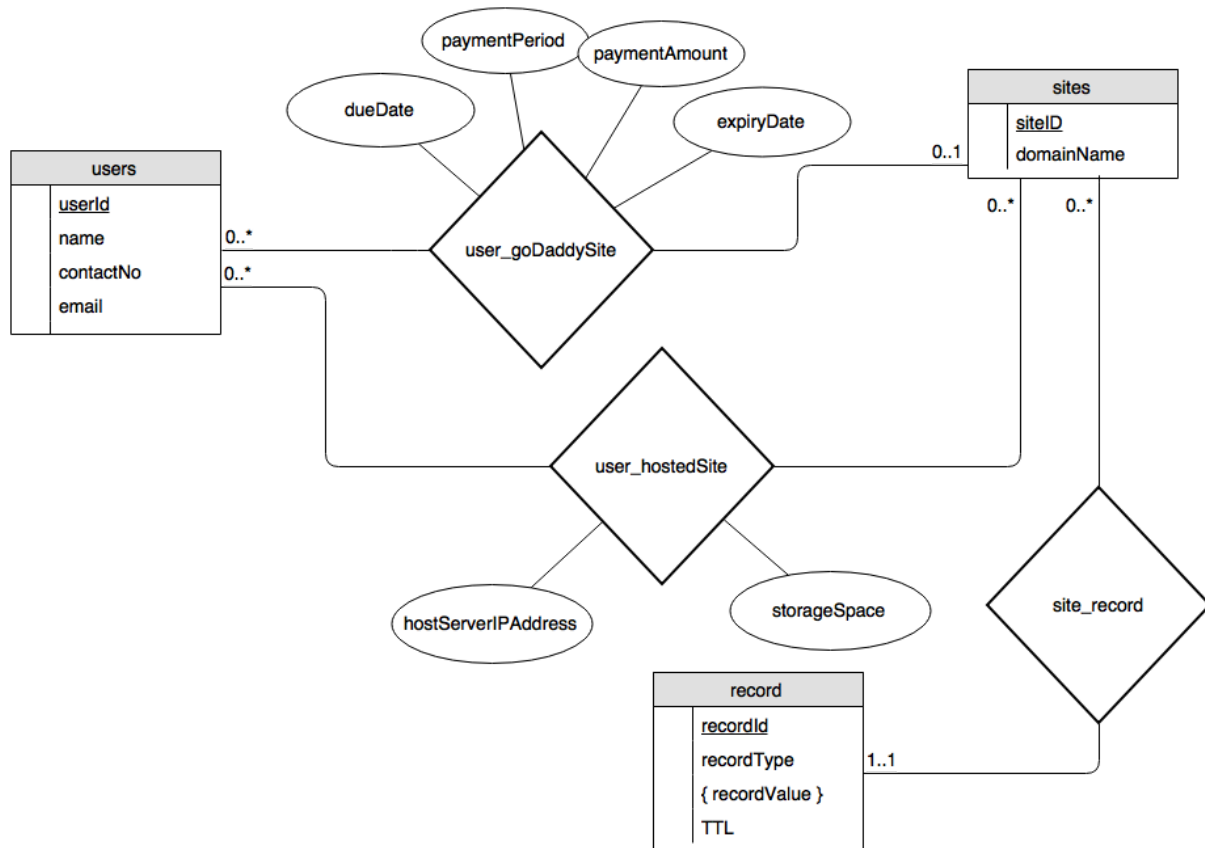 paymentPeriod
paymentAmount
dueDate
expiryDate
sites
siteID
domainName
0..1
0..*
0..*
users
userId
name
contactNo
email
0..*
0..*
user_goDaddySite
user_hostedSite
hostServerIPAddress
storageSpace
site_record
record
recordId
recordType
{ recordValue }
TTL
1..1